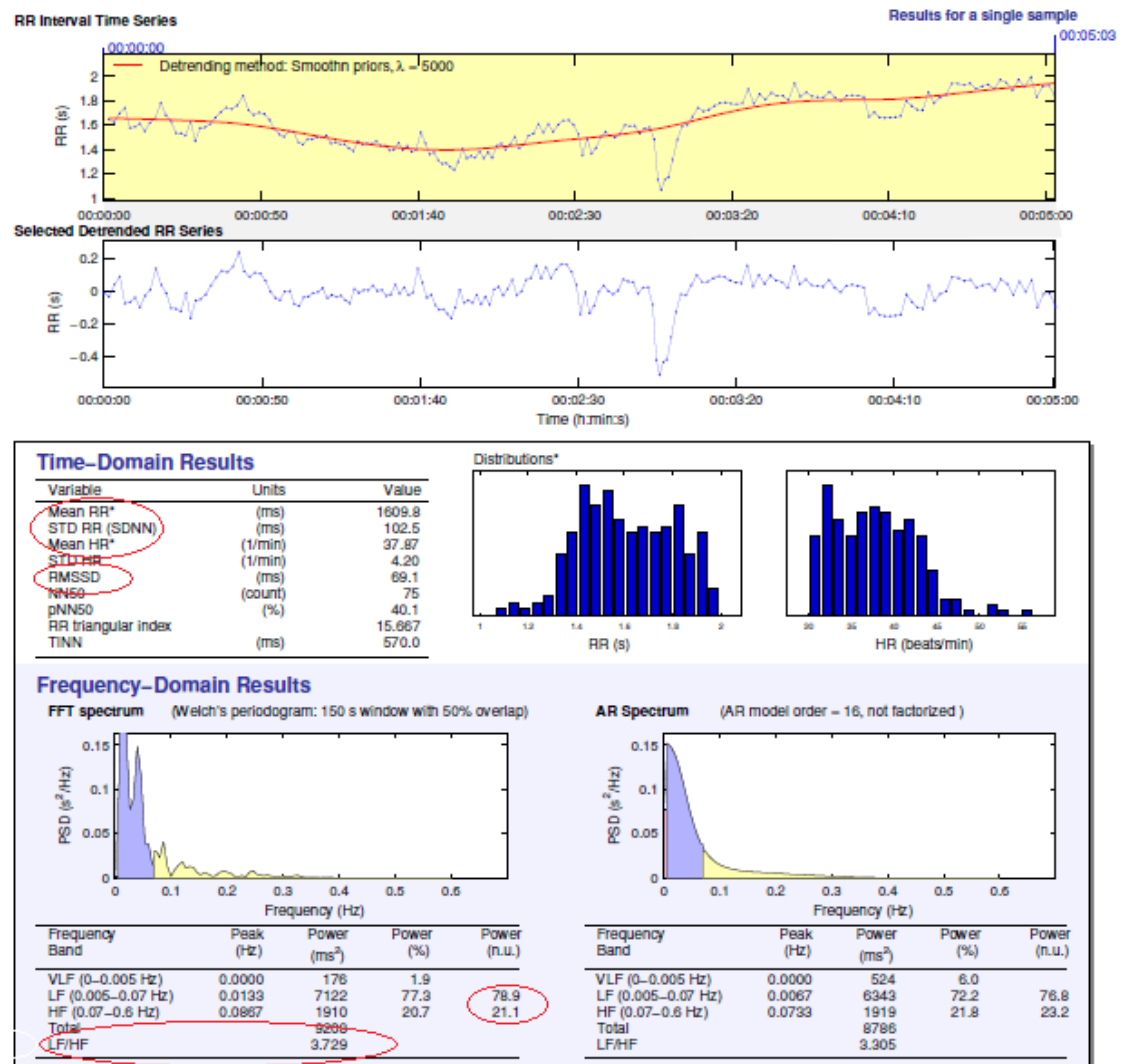 RR Interval Time Series
Results for a single sample
00:00:00
00:05:03
Detrending method: Smoothn priors, λ = 5000
RR (s)
2
1.8
1.6
1.4
1.2
1
00:00:00 00:00:50 00:01:40 00:02:30 00:03:20 00:04:10 00:05:00
Selected Detrended RR Series
RR (s)
0.2
0
−0.2
−0.4
00:00:00 00:00:50 00:01:40 00:02:30 00:03:20 00:04:10 00:05:00
Time (h:min:s)
Time−Domain Results
Variable Units Value
Mean RR* (ms) 1609.8
STD RR (SDNN) (ms) 102.5
Mean HR* (1/min) 37.87
STD HR (1/min) 4.20
RMSSD (ms) 69.1
NN50 (count) 75
pNN50 (%) 40.1
RR triangular index 15.667
TINN (ms) 570.0
Distributions*
1 1.2 1.4 1.6 1.8 2
RR (s)
30 35 40 45 50 55
HR (beats/min)
Frequency−Domain Results
FFT spectrum (Welch's periodogram: 150 s window with 50% overlap)
PSD (s²/Hz)
0.15
0.1
0.05
0
0 0.1 0.2 0.3 0.4 0.5 0.6
Frequency (Hz)
Frequency Band Peak (Hz) Power (ms²) Power (%) Power (n.u.)
VLF (0−0.005 Hz) 0.0000 176 1.9
LF (0.005−0.07 Hz) 0.0133 7122 77.3 78.9
HF (0.07−0.6 Hz) 0.0867 1910 20.7 21.1
Total 9208
LF/HF 3.729
AR Spectrum (AR model order = 16, not factorized )
PSD (s²/Hz)
0.15
0.1
0.05
0
0 0.1 0.2 0.3 0.4 0.5 0.6
Frequency (Hz)
Frequency Band Peak (Hz) Power (ms²) Power (%) Power (n.u.)
VLF (0−0.005 Hz) 0.0000 524 6.0
LF (0.005−0.07 Hz) 0.0067 6343 72.2 76.8
HF (0.07−0.6 Hz) 0.0733 1919 21.8 23.2
Total 8786
LF/HF 3.305